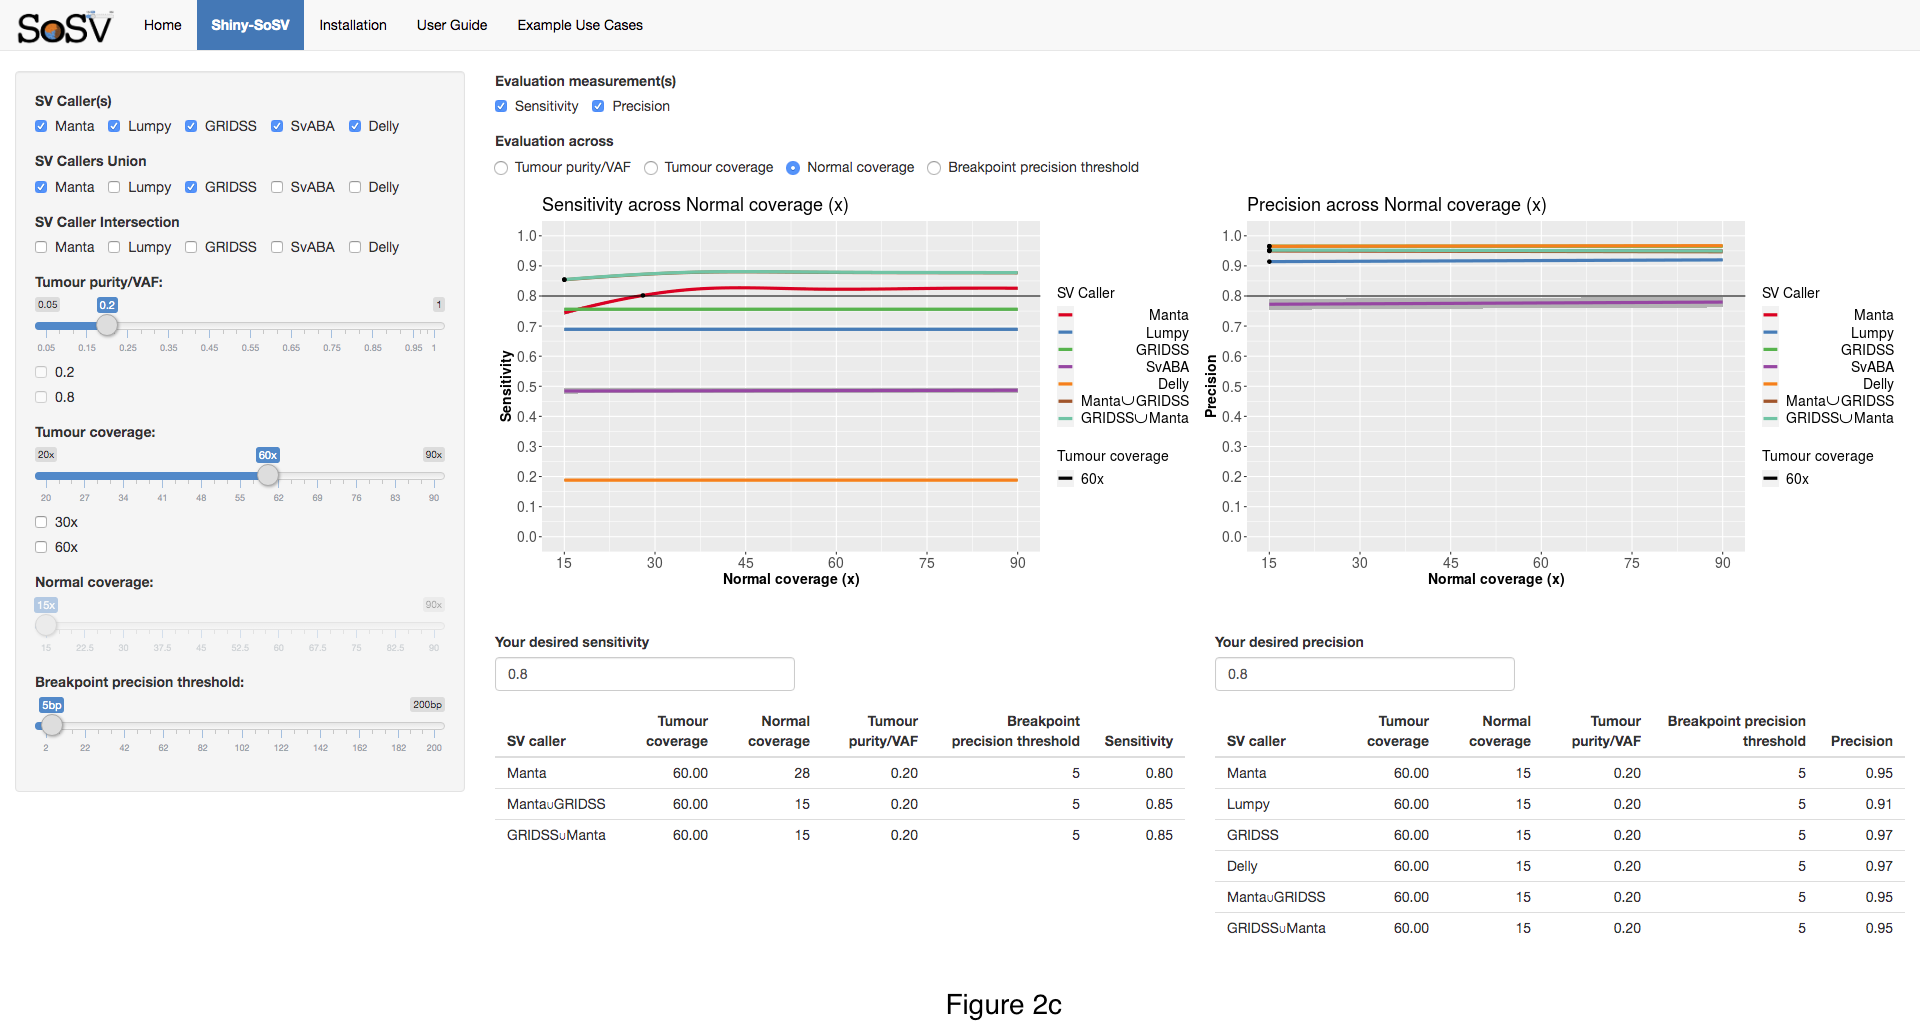 SoSV Home Shiny-SoSV Installation User Guide Example Use Cases
SV Caller(s)
Manta Lumpy GRIDSS SvABA Delly
SV Callers Union
Manta Lumpy GRIDSS SvABA Delly
SV Caller Intersection
Manta Lumpy GRIDSS SvABA Delly
Tumour purity/VAF:
0.05 0.2 1
0.05 0.15 0.25 0.35 0.45 0.55 0.65 0.75 0.85 0.95 1
0.2
0.8
Tumour coverage:
20x 60x 90x
20 27 34 41 48 55 62 69 76 83 90
30x
60x
Normal coverage:
15x 90x
15 22.5 30 37.5 45 52.5 60 67.5 75 82.5 90
Breakpoint precision threshold:
5bp 200bp
2 22 42 62 82 102 122 142 162 182 200
Evaluation measurement(s)
Sensitivity Precision
Evaluation across
Tumour purity/VAF Tumour coverage Normal coverage Breakpoint precision threshold
Sensitivity across Normal coverage (x)
1.0
0.9
0.8
0.7
0.6
0.5
0.4
0.3
0.2
0.1
0.0
Sensitivity
15 30 45 60 75 90
Normal coverage (x)
SV Caller
Manta
Lumpy
GRIDSS
SvABA
Delly
Manta∪GRIDSS
GRIDSS∪Manta
Tumour coverage
60x
Precision across Normal coverage (x)
1.0
0.9
0.8
0.7
0.6
0.5
0.4
0.3
0.2
0.1
0.0
Precision
15 30 45 60 75 90
Normal coverage (x)
SV Caller
Manta
Lumpy
GRIDSS
SvABA
Delly
Manta∪GRIDSS
GRIDSS∪Manta
Tumour coverage
60x
Your desired sensitivity
0.8
Tumour Normal Tumour Breakpoint
SV caller coverage coverage purity/VAF precision threshold Sensitivity
Manta 60.00 28 0.20 5 0.80
Manta∪GRIDSS 60.00 15 0.20 5 0.85
GRIDSS∪Manta 60.00 15 0.20 5 0.85
Your desired precision
0.8
Tumour Normal Tumour Breakpoint precision
SV caller coverage coverage purity/VAF threshold Precision
Manta 60.00 15 0.20 5 0.95
Lumpy 60.00 15 0.20 5 0.91
GRIDSS 60.00 15 0.20 5 0.97
Delly 60.00 15 0.20 5 0.97
Manta∪GRIDSS 60.00 15 0.20 5 0.95
GRIDSS∪Manta 60.00 15 0.20 5 0.95
Figure 2c